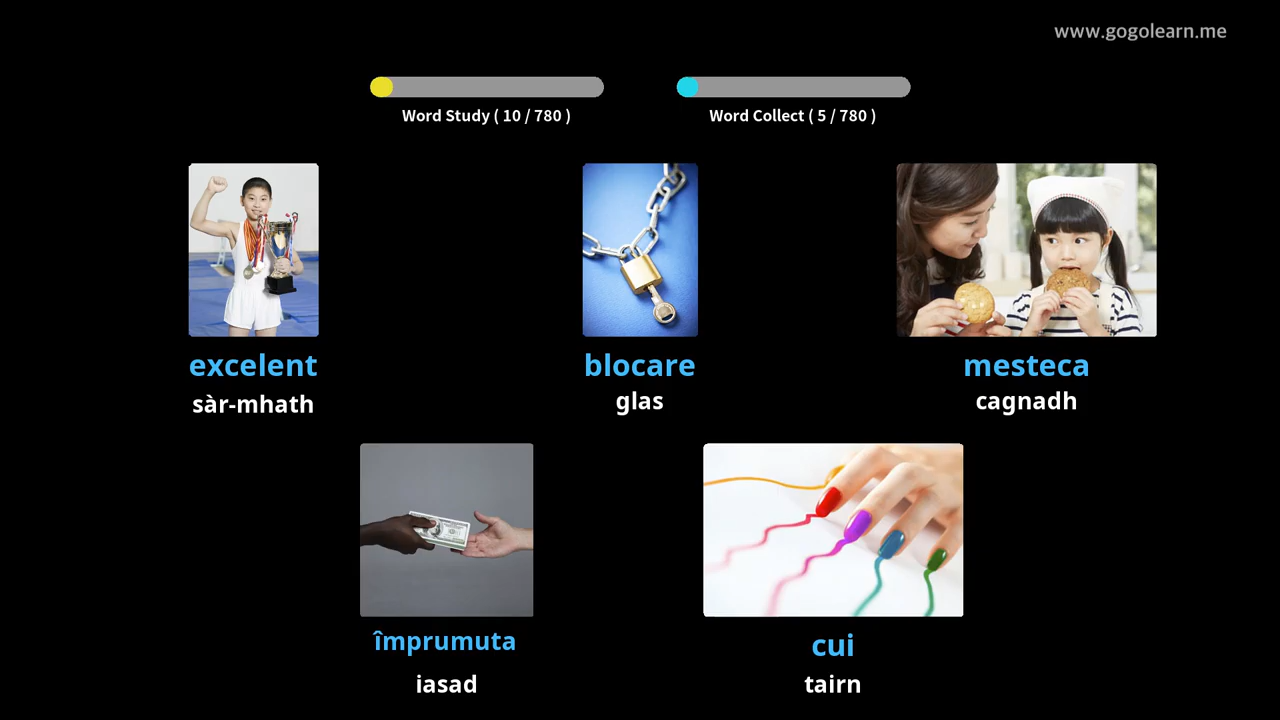 www.gogolearn.me
Word Study ( 10 / 780 )
Word Collect ( 5 / 780 )
excelent
sàr-mhath
blocare
glas
mesteca
cagnadh
împrumuta
iasad
cui
tairn